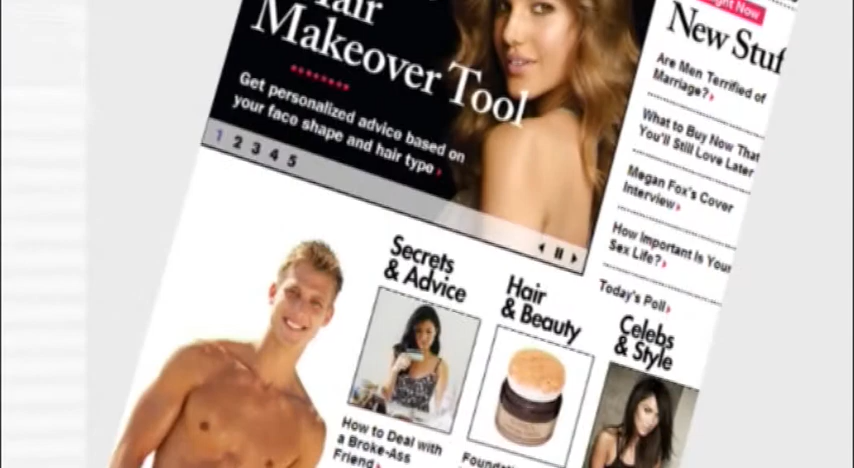 Hair
Makeover Tool
Get personalized advice based on
your face shape and hair type
1 2 3 4 5
Right Now
New Stuf
Are Men Terrified of
Marriage?
What to Buy Now That
You'll Still Love Later
Megan Fox's Cover
Interview
How Important Is Your
Sex Life?
Today's Poll
Secrets
& Advice
How to Deal with
a Broke-Ass
Friend
Hair
& Beauty
Foundati
Celebs
& Style